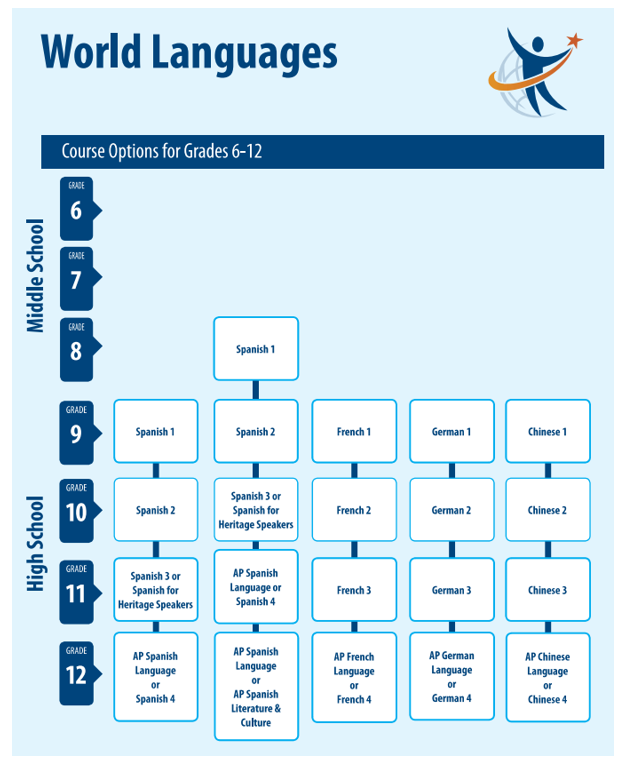 World Languages
Course Options for Grades 6-12
Middle School
GRADE
6
GRADE
7
GRADE
8
Spanish 1
High School
GRADE
9
Spanish 1
Spanish 2
French 1
German 1
Chinese 1
GRADE
10
Spanish 2
Spanish 3 or
Spanish for
Heritage Speakers
French 2
German 2
Chinese 2
GRADE
11
Spanish 3 or
Spanish for
Heritage Speakers
AP Spanish
Language or
Spanish 4
French 3
German 3
Chinese 3
GRADE
12
AP Spanish
Language
or
Spanish 4
AP Spanish
Language
or
AP Spanish
Literature &
Culture
AP French
Language
or
French 4
AP German
Language
or
German 4
AP Chinese
Language
or
Chinese 4